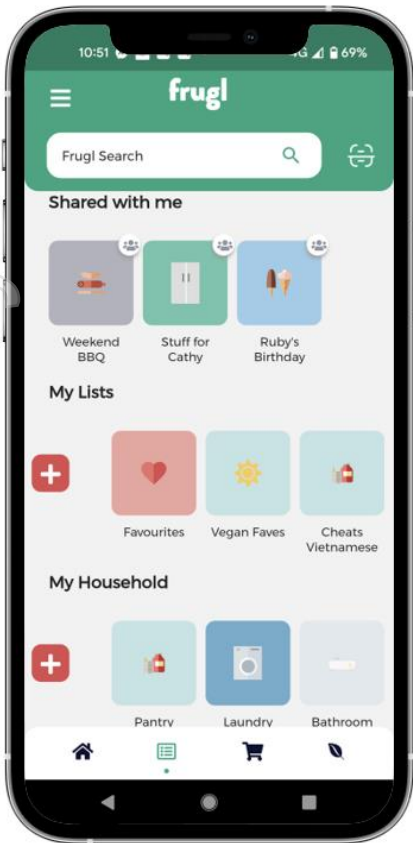 10:51
4G 69%
frugl
Frugl Search
Shared with me
Weekend
BBQ
Stuff for
Cathy
Ruby's
Birthday
My Lists
Favourites
Vegan Faves
Cheats
Vietnamese
My Household
Pantry
Laundry
Bathroom